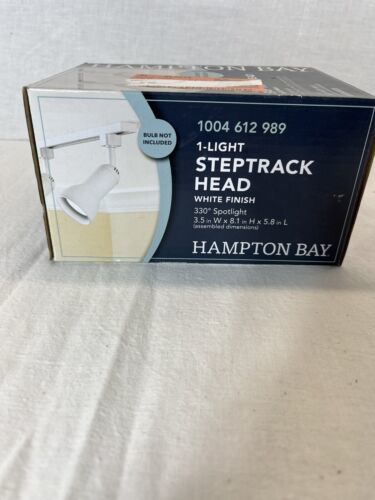 HAMPTON BAY
BULB NOT
INCLUDED
1004 612 989
1-LIGHT
STEPTRACK
HEAD
WHITE FINISH
330° Spotlight
3.5 in W x 8.1 in H x 5.8 in L
(assembled dimensions)
HAMPTON BAY